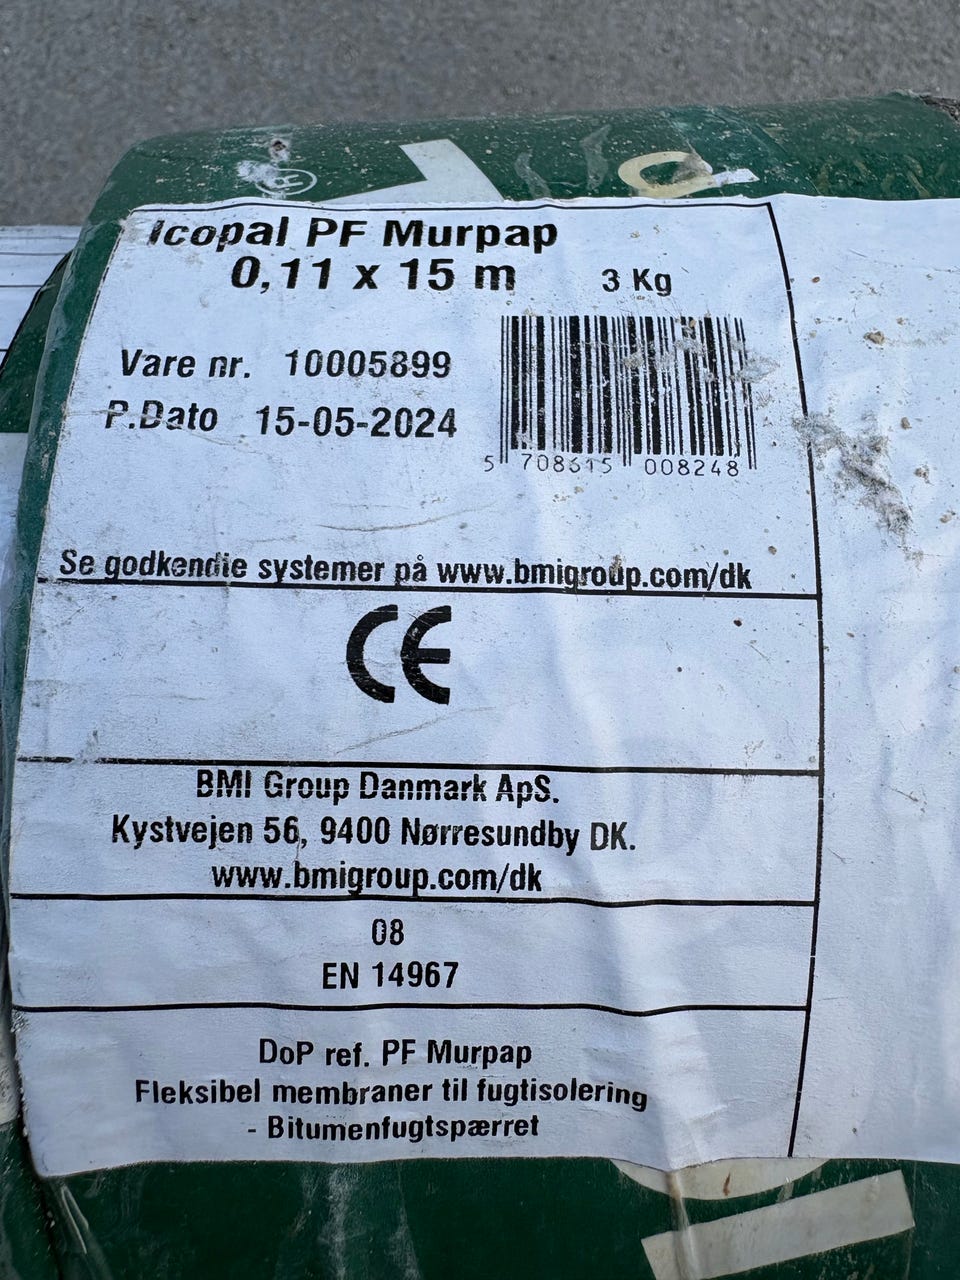 Icopal PF Murpap
0,11 x 15 m 3 Kg
Vare nr. 10005899
P.Dato 15-05-2024
5 708615 008248
Se godkendte systemer på www.bmigroup.com/dk
CE
BMI Group Danmark ApS.
Kystvejen 56, 9400 Nørresundby DK.
www.bmigroup.com/dk
08
EN 14967
DoP ref. PF Murpap
Fleksibel membraner til fugtisolering
- Bitumenfugtspærret